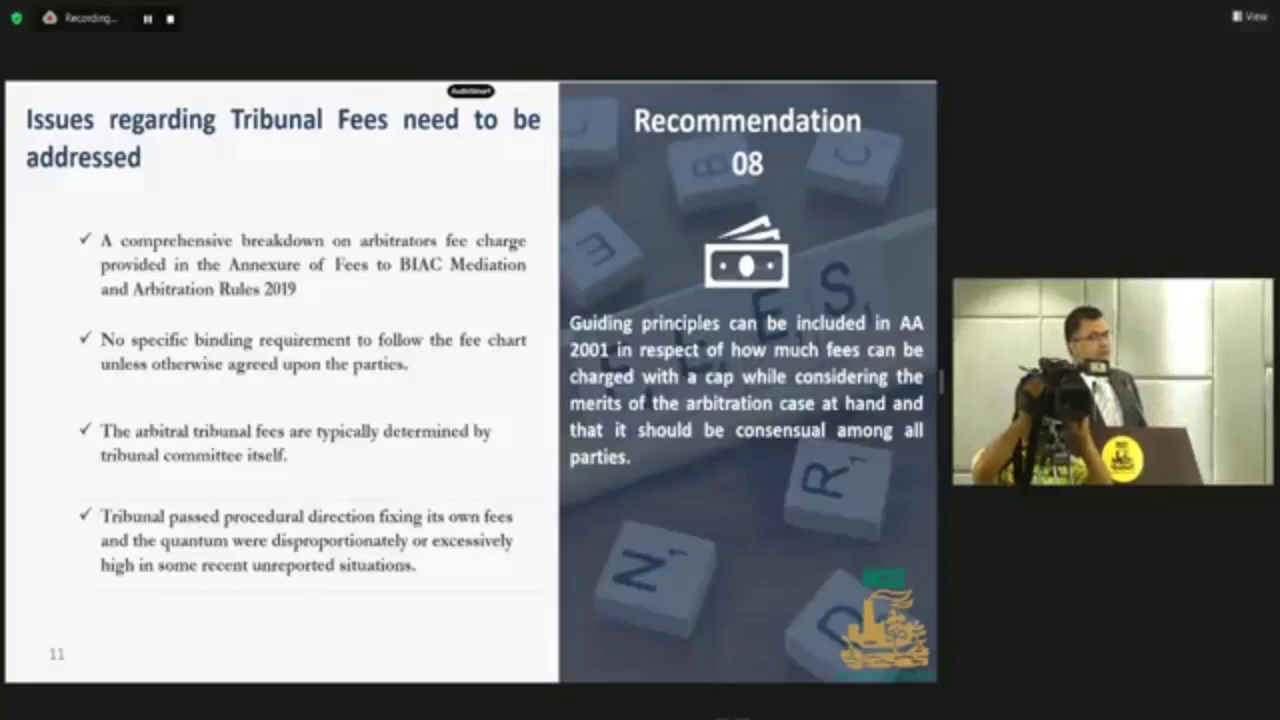 Recording...
View
AudioSmart
Issues regarding Tribunal Fees need to be
addressed
✓ A comprehensive breakdown on arbitrators fee charge
provided in the Annexure of Fees to BIAC Mediation
and Arbitration Rules 2019
✓ No specific binding requirement to follow the fee chart
unless otherwise agreed upon the parties.
✓ The arbitral tribunal fees are typically determined by
tribunal committee itself.
✓ Tribunal passed procedural direction fixing its own fees
and the quantum were disproportionately or excessively
high in some recent unreported situations.
11
Recommendation
08
Guiding principles can be included in AA
2001 in respect of how much fees can be
charged with a cap while considering the
merits of the arbitration case at hand and
that it should be consensual among all
parties.
B
C
E
F E E S
R1
N1
D